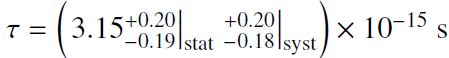 τ = ( 3.15 +0.20 −0.19 |stat +0.20 −0.18 |syst ) × 10−15 s